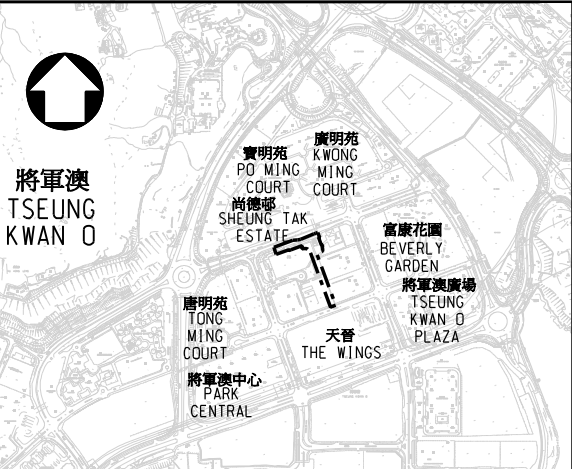 將軍澳
TSEUNG
KWAN O
寶明苑
PO MING
COURT
廣明苑
KWONG
MING
COURT
尚德邨
SHEUNG TAK
ESTATE
富康花園
BEVERLY
GARDEN
將軍澳廣場
TSEUNG
KWAN O
PLAZA
唐明苑
TONG
MING
COURT
天晉
THE WINGS
將軍澳中心
PARK
CENTRAL